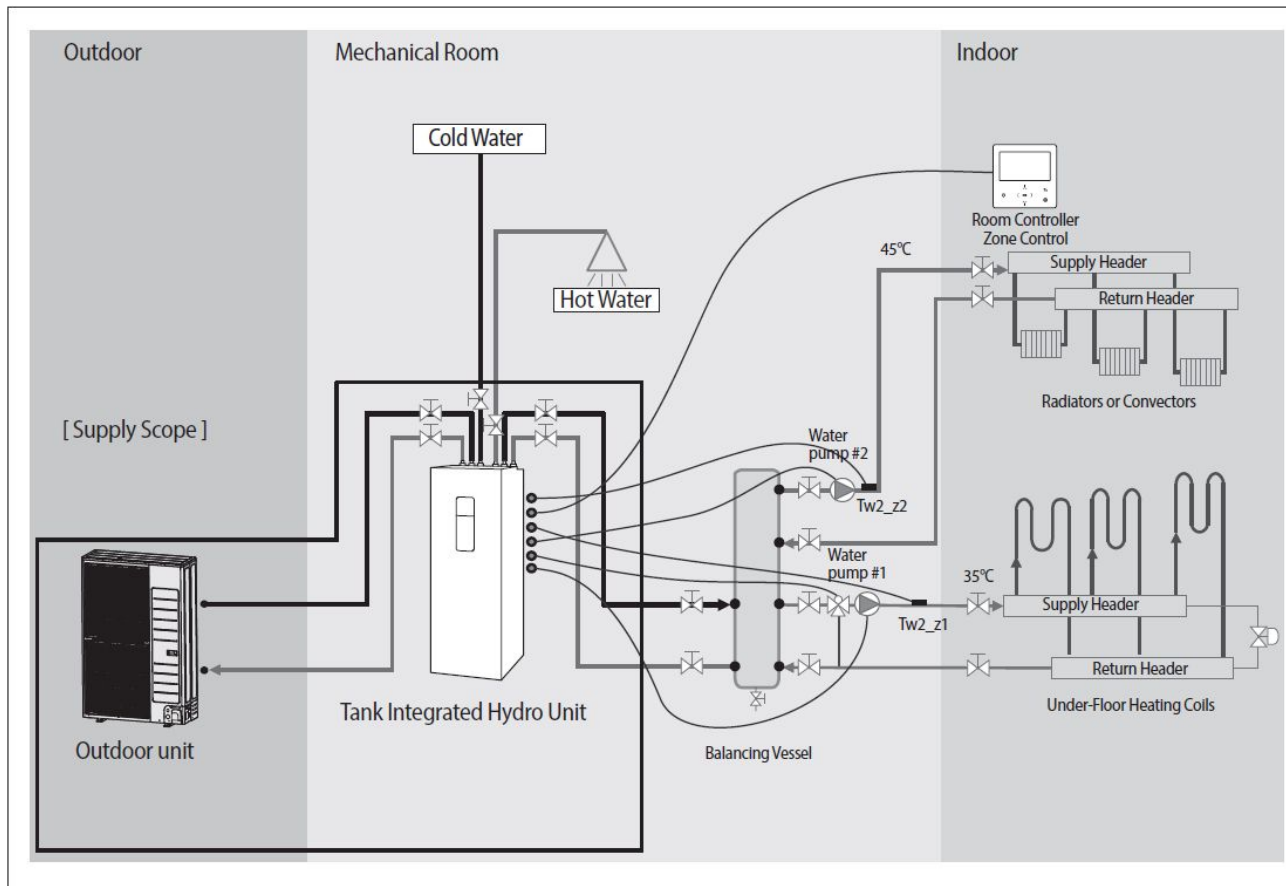 Outdoor
Mechanical Room
Indoor
Cold Water
Hot Water
Room Controller
Zone Control
45℃
Supply Header
Return Header
Radiators or Convectors
[ Supply Scope ]
Water
pump #2
Tw2_z2
Water
pump #1
35℃
Tw2_z1
Supply Header
Return Header
Under-Floor Heating Coils
Tank Integrated Hydro Unit
Outdoor unit
Balancing Vessel